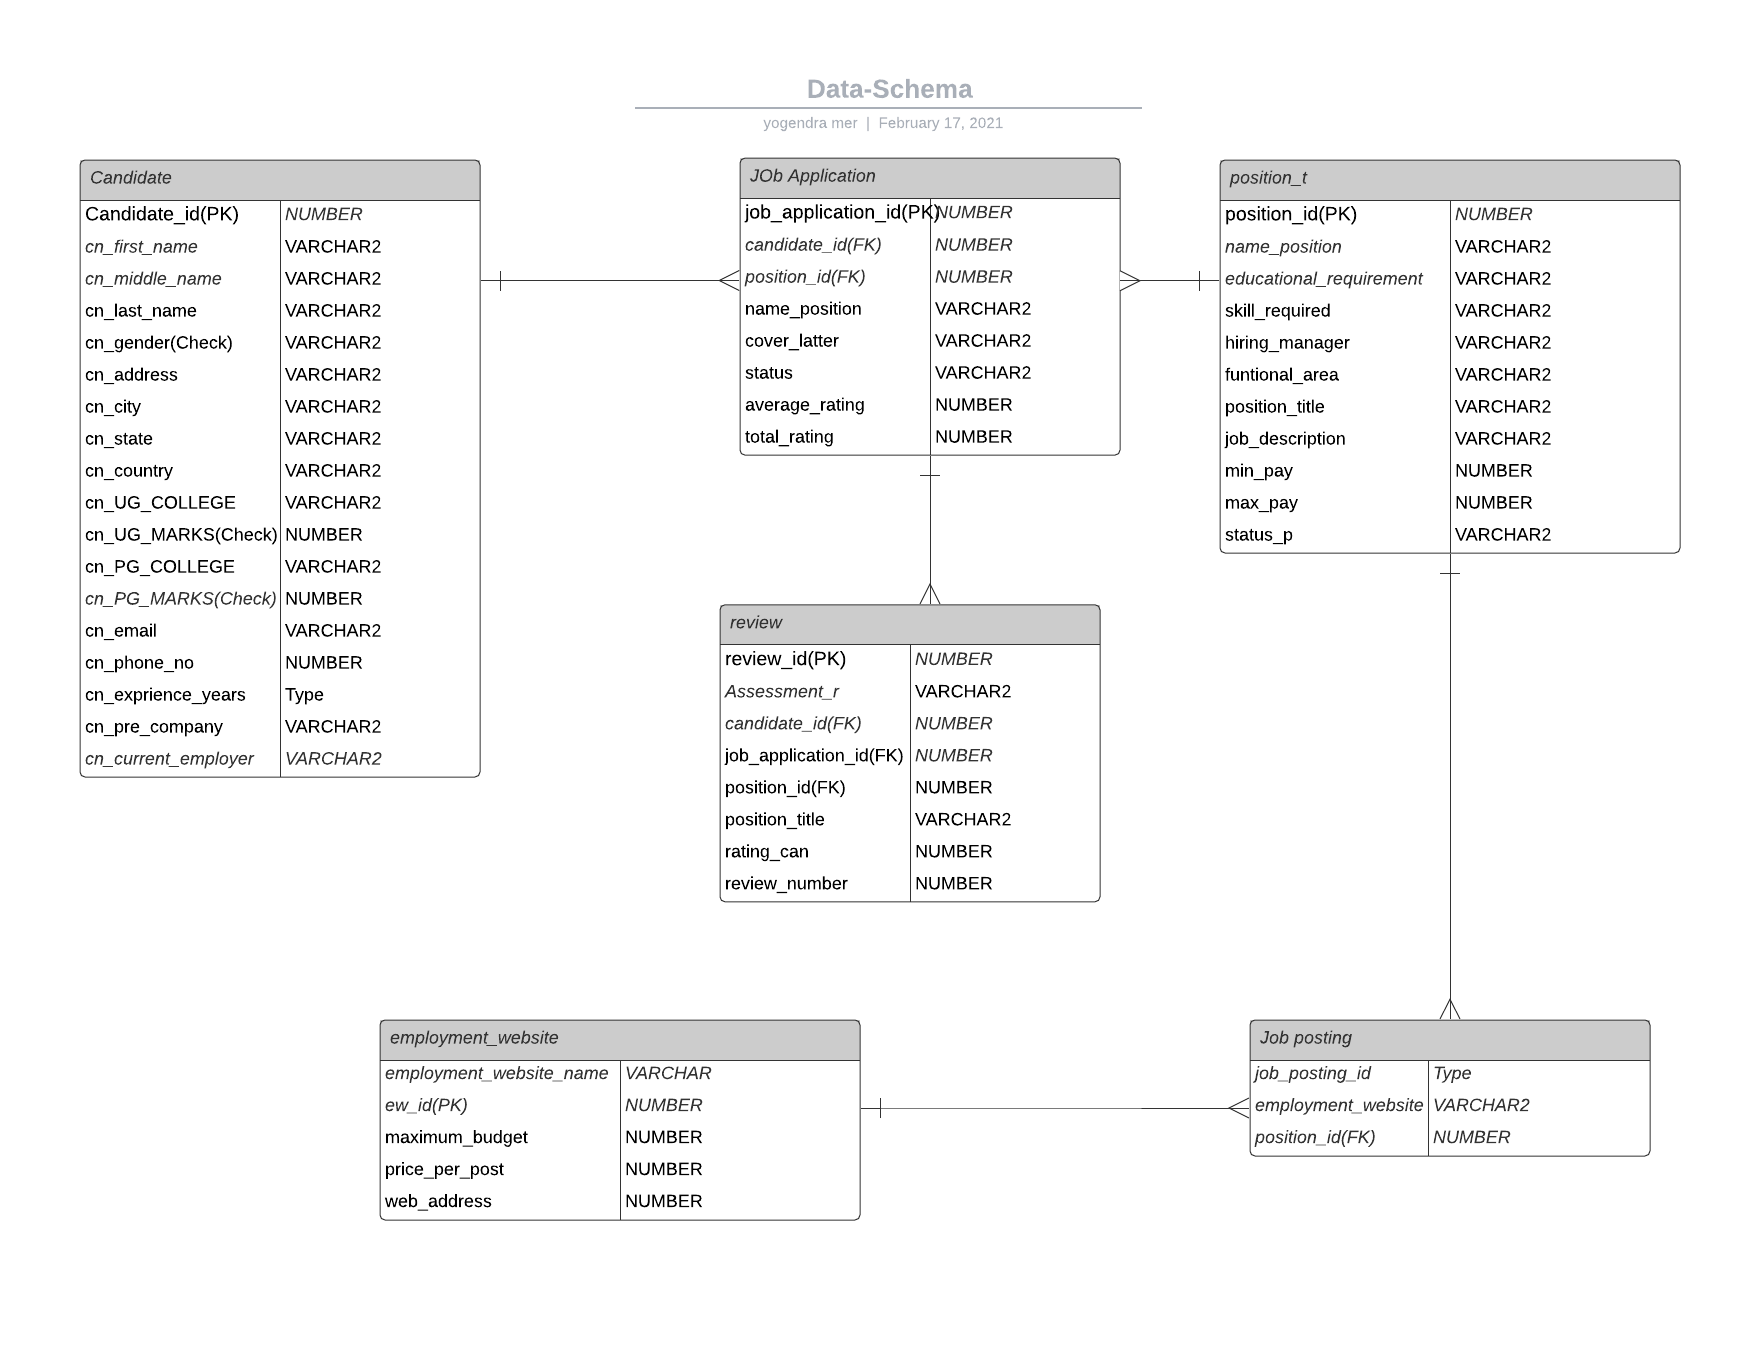 Data-Schema
yogendra mer | February 17, 2021
Candidate
Candidate_id(PK) NUMBER
cn_first_name VARCHAR2
cn_middle_name VARCHAR2
cn_last_name VARCHAR2
cn_gender(Check) VARCHAR2
cn_address VARCHAR2
cn_city VARCHAR2
cn_state VARCHAR2
cn_country VARCHAR2
cn_UG_COLLEGE VARCHAR2
cn_UG_MARKS(Check) NUMBER
cn_PG_COLLEGE VARCHAR2
cn_PG_MARKS(Check) NUMBER
cn_email VARCHAR2
cn_phone_no NUMBER
cn_exprience_years Type
cn_pre_company VARCHAR2
cn_current_employer VARCHAR2
JOb Application
job_application_id(PK) NUMBER
candidate_id(FK) NUMBER
position_id(FK) NUMBER
name_position VARCHAR2
cover_latter VARCHAR2
status VARCHAR2
average_rating NUMBER
total_rating NUMBER
position_t
position_id(PK) NUMBER
name_position VARCHAR2
educational_requirement VARCHAR2
skill_required VARCHAR2
hiring_manager VARCHAR2
funtional_area VARCHAR2
position_title VARCHAR2
job_description VARCHAR2
min_pay NUMBER
max_pay NUMBER
status_p VARCHAR2
review
review_id(PK) NUMBER
Assessment_r VARCHAR2
candidate_id(FK) NUMBER
job_application_id(FK) NUMBER
position_id(FK) NUMBER
position_title VARCHAR2
rating_can NUMBER
review_number NUMBER
employment_website
employment_website_name VARCHAR
ew_id(PK) NUMBER
maximum_budget NUMBER
price_per_post NUMBER
web_address NUMBER
Job posting
job_posting_id Type
employment_website VARCHAR2
position_id(FK) NUMBER